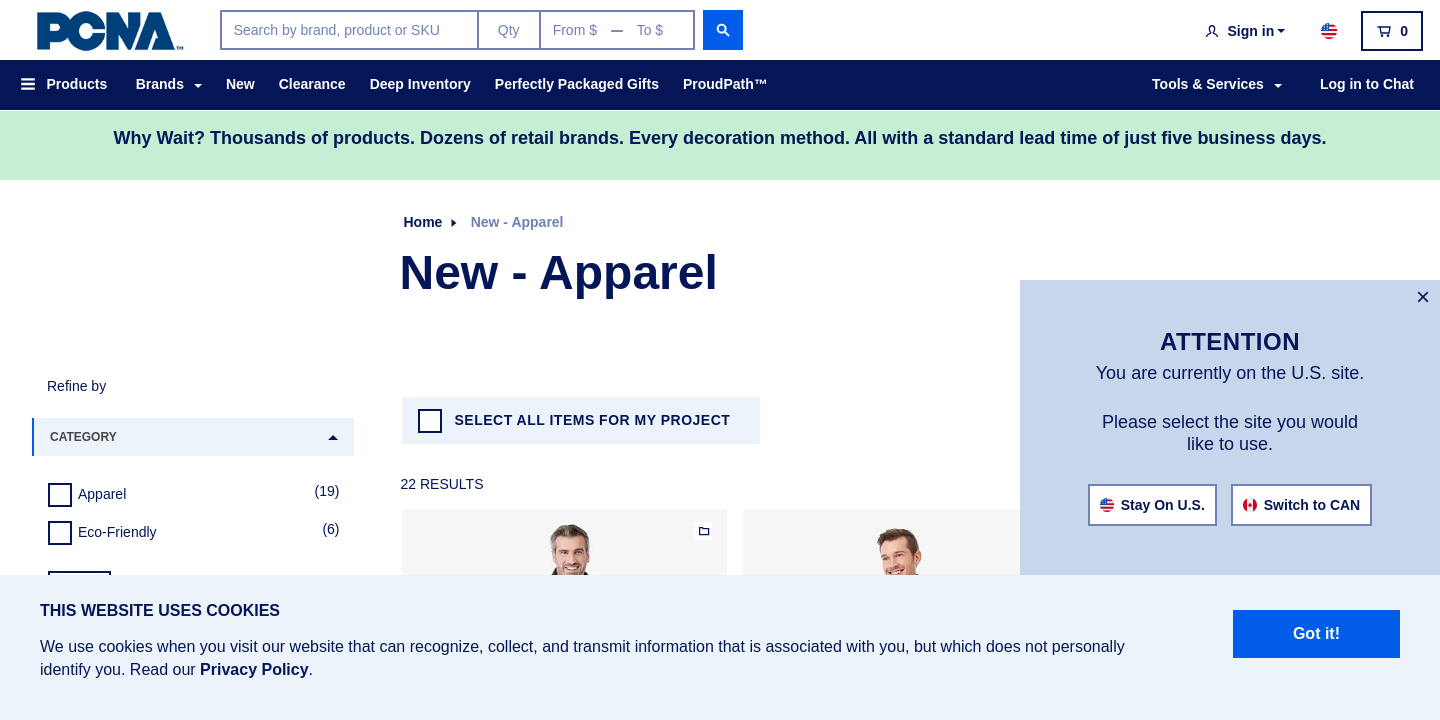 PCNA™
Search by brand, product or SKU
Qty
From $ — To $
Sign in
0
Products
Brands
New
Clearance
Deep Inventory
Perfectly Packaged Gifts
ProudPath™
Tools & Services
Log in to Chat
Why Wait? Thousands of products. Dozens of retail brands. Every decoration method. All with a standard lead time of just five business days.
Home
New - Apparel
New - Apparel
ATTENTION
You are currently on the U.S. site.
Please select the site you would
like to use.
Stay On U.S.
Switch to CAN
Refine by
CATEGORY
Apparel (19)
Eco-Friendly (6)
SELECT ALL ITEMS FOR MY PROJECT
22 RESULTS
THIS WEBSITE USES COOKIES
We use cookies when you visit our website that can recognize, collect, and transmit information that is associated with you, but which does not personally
identify you. Read our Privacy Policy.
Got it!